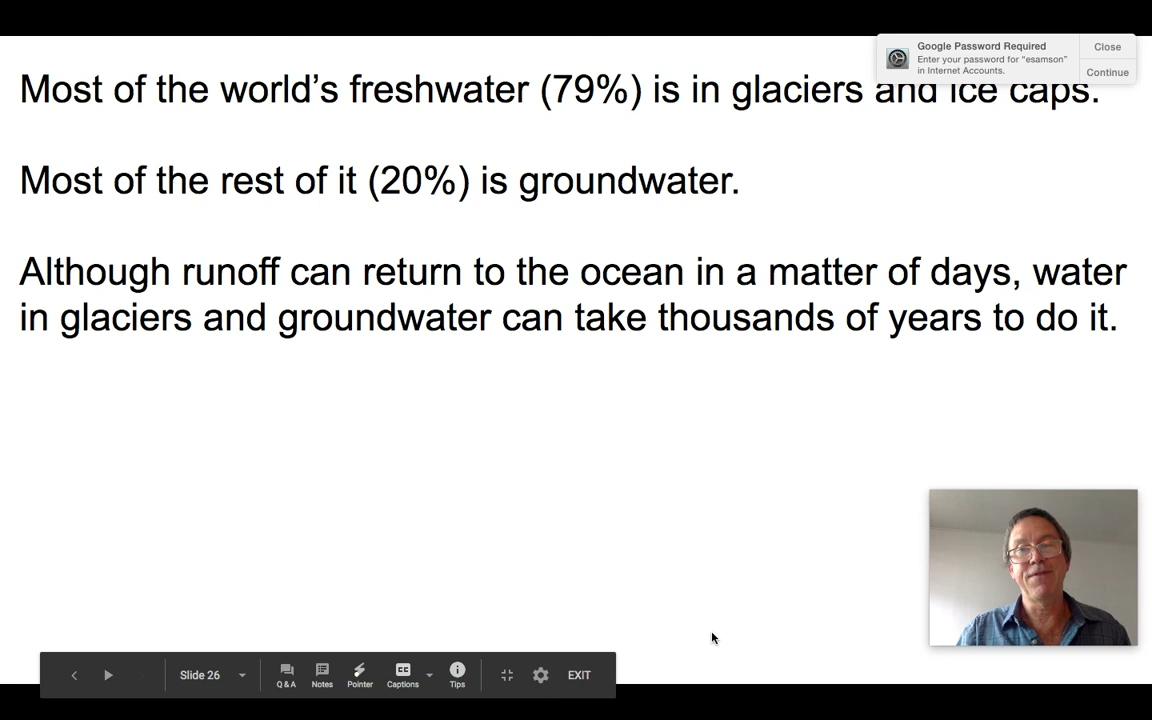 Google Password Required
Close
Enter your password for “esamson”
in Internet Accounts.
Continue
Most of the world’s freshwater (79%) is in glaciers and ice caps.
Most of the rest of it (20%) is groundwater.
Although runoff can return to the ocean in a matter of days, water
in glaciers and groundwater can take thousands of years to do it.
Slide 26
Q & A
Notes
Pointer
CC
Captions
Tips
EXIT